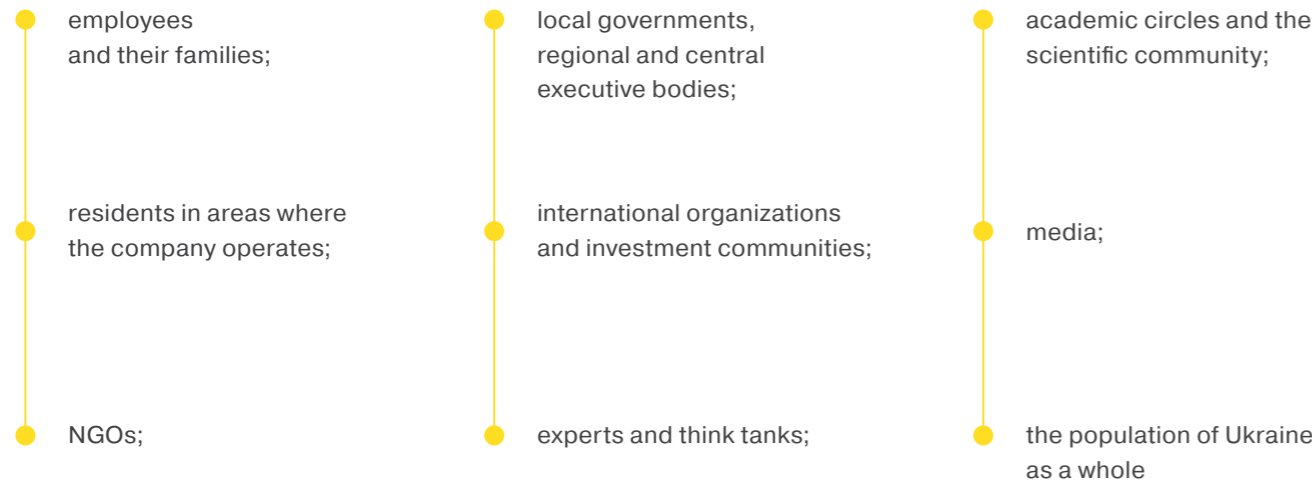 employees
and their families;
residents in areas where
the company operates;
NGOs;
local governments,
regional and central
executive bodies;
international organizations
and investment communities;
experts and think tanks;
academic circles and the
scientific community;
media;
the population of Ukraine
as a whole